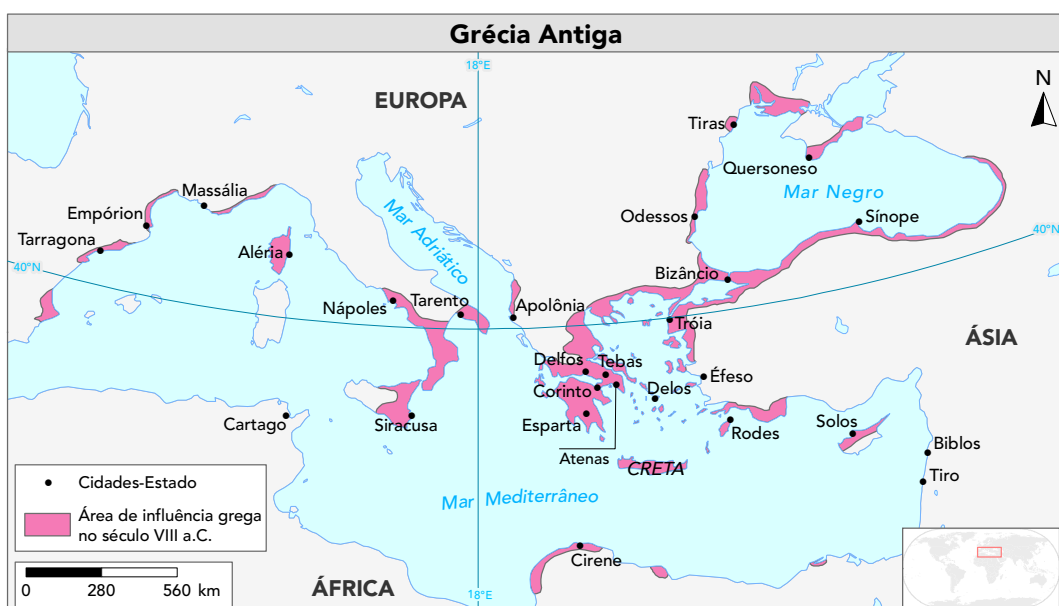 Grécia Antiga
18°E
EUROPA
N
Tiras
Quersoneso
Mar Negro
Massália
Empórion
Tarragona
Odessos
Sínope
40°N
Mar Adriático
Aléria
40°N
Bizâncio
Nápoles
Tarento
Apolônia
Tróia
ÁSIA
Delfos
Tebas
Éfeso
Corinto
Delos
Cartago
Siracusa
Esparta
Rodes
Solos
Atenas
Biblos
CRETA
Tiro
Cidades-Estado
Mar Mediterrâneo
Área de influência grega
no século VIII a.C.
Cirene
0 280 560 km
ÁFRICA
18°E